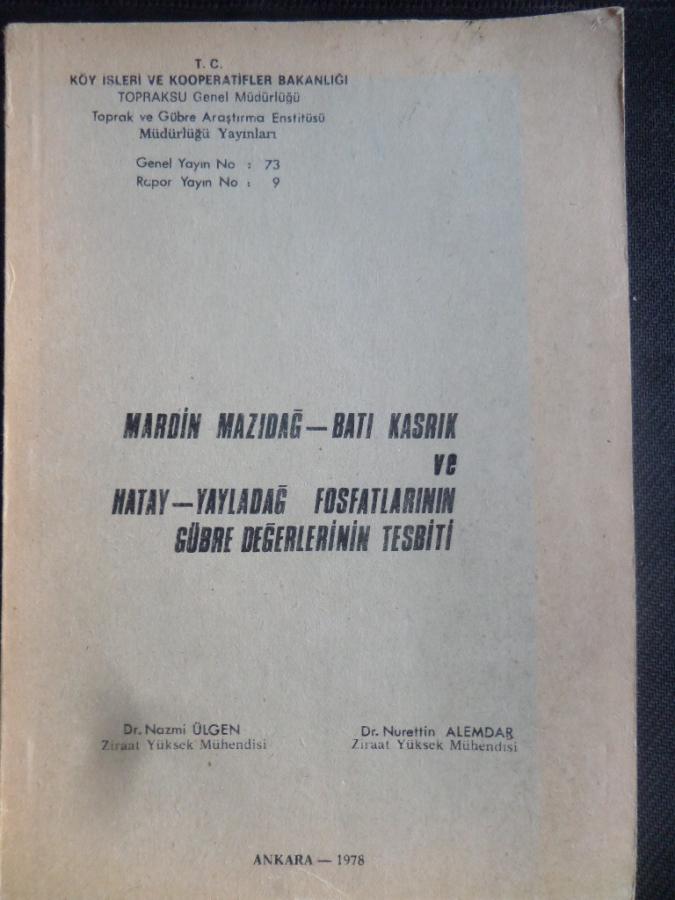 T. C.
KÖY İŞLERİ VE KOOPERATİFLER BAKANLIĞI
TOPRAKSU Genel Müdürlüğü
Toprak ve Gübre Araştırma Enstitüsü
Müdürlüğü Yayınları
Genel Yayın No : 73
Rapor Yayın No : 9
MARDİN MAZIDAĞ — BATI KASRIK
ve
HATAY — YAYLADAĞ FOSFATLARININ
GÜBRE DEĞERLERİNİN TESBİTİ
Dr. Nazmi ÜLGEN Dr. Nurettin ALEMDAR
Ziraat Yüksek Mühendisi Ziraat Yüksek Mühendisi
ANKARA — 1978